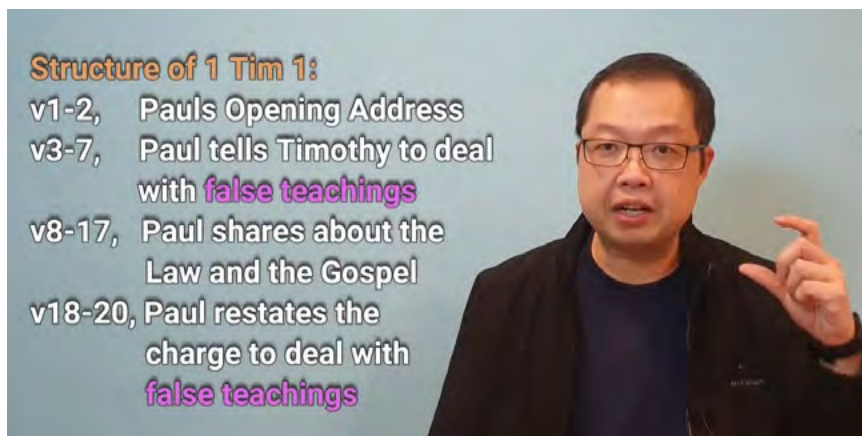 Structure of 1 Tim 1:
v1-2, Pauls Opening Address
v3-7, Paul tells Timothy to deal
with false teachings
v8-17, Paul shares about the
Law and the Gospel
v18-20, Paul restates the
charge to deal with
false teachings